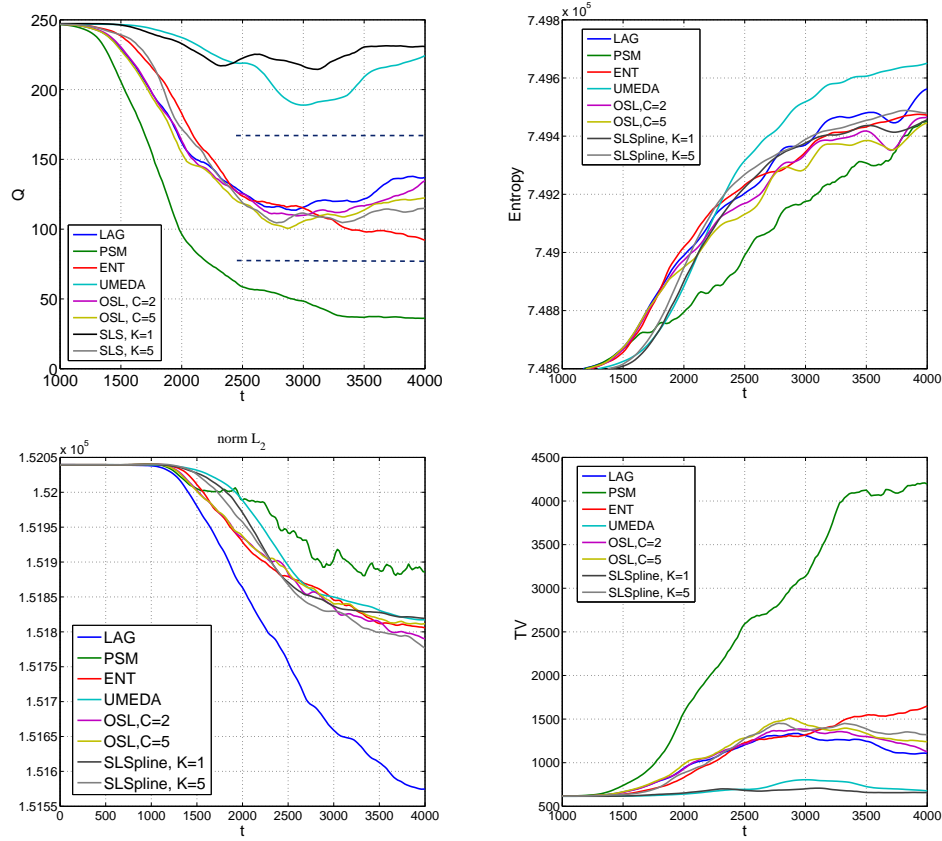 250
200
150
100
50
0
Q
LAG
PSM
ENT
UMEDA
OSL, C=2
OSL, C=5
SLS, K=1
SLS, K=5
1000 1500 2000 2500 3000 3500 4000
t
7.498 x 10^5
7.496
7.494
7.492
7.49
7.488
7.486
Entropy
LAG
PSM
ENT
UMEDA
OSL,C=2
OSL,C=5
SLSpline, K=1
SLSpline, K=5
1000 1500 2000 2500 3000 3500 4000
t
norm L_2
1.5205 x 10^5
1.52
1.5195
1.519
1.5185
1.518
1.5175
1.517
1.5165
1.516
1.5155
LAG
PSM
ENT
UMEDA
OSL,C=2
OSL,C=5
SLSpline, K=1
SLSpline, K=5
0 500 1000 1500 2000 2500 3000 3500 4000
t
4500
4000
3500
3000
2500
2000
1500
1000
500
TV
LAG
PSM
ENT
UMEDA
OSL,C=2
OSL,C=5
SLSpline, K=1
SLSpline, K=5
1000 1500 2000 2500 3000 3500 4000
t